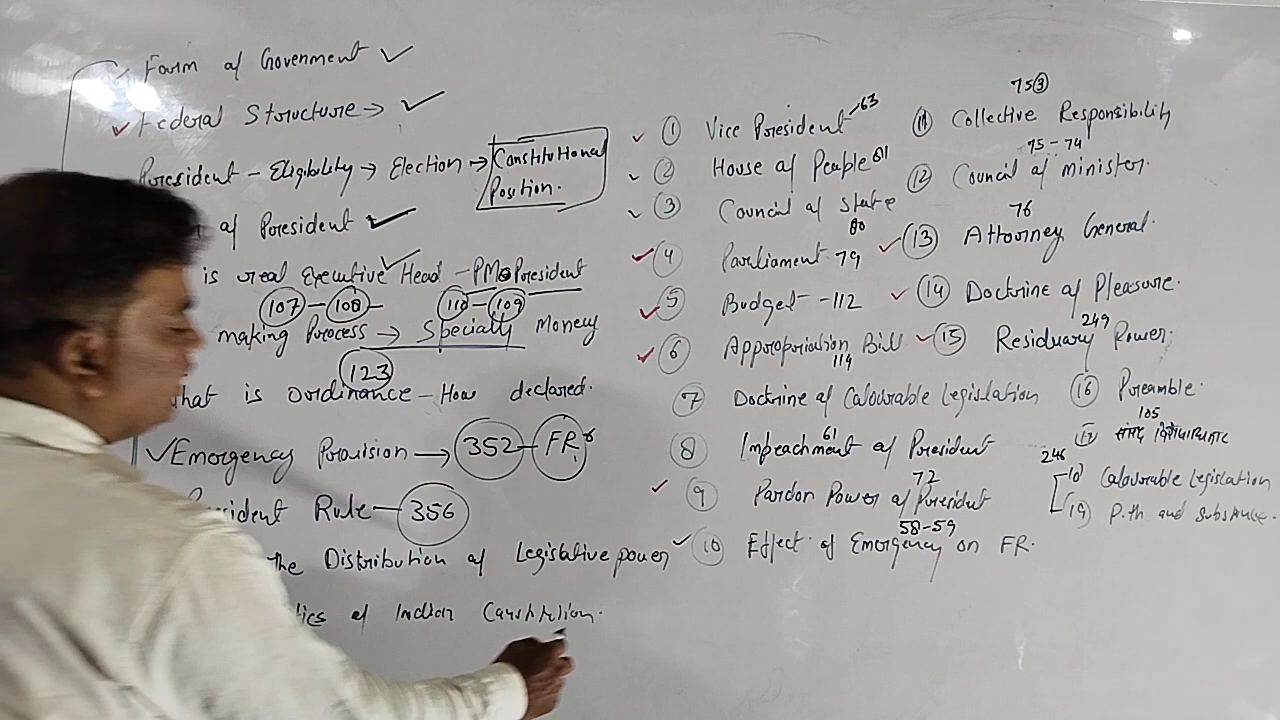 Form of Government ✓
✓ Federal Structure → ✓
President - Eligibility → Election → Constitutional Position.
of President ✓
is real Executive Head - PM President
107 - 108 - 110 - 109
making Process → Specially Money
123
What is ordinance - How declared.
✓ Emergency Provision → 352 - FR
President Rule - 356
the Distribution of Legislative power
of Indian Constitution.
✓ 1 Vice President - 63
2 House of People 81
3 Council of State
80
✓ 4 Parliament 79
✓ 5 Budget - - 112
✓ 6 Appropriation Bill
114
7 Doctrine of Colourable Legislation
61
8 Impeachment of President
72
✓ 9 Pardon Power of President
58-59
✓ 10 Effect of Emergency on FR.
75 3
11 Collective Responsibility
75-74
12 Council of minister.
76
✓ 13 Attorney General.
✓ 14 Doctrine of Pleasure.
249
✓ 15 Residuary Power.
16 Preamble.
105
17 संसद विशेषाधिकार
246
18 Colourable Legislation
19 P.th and substance.